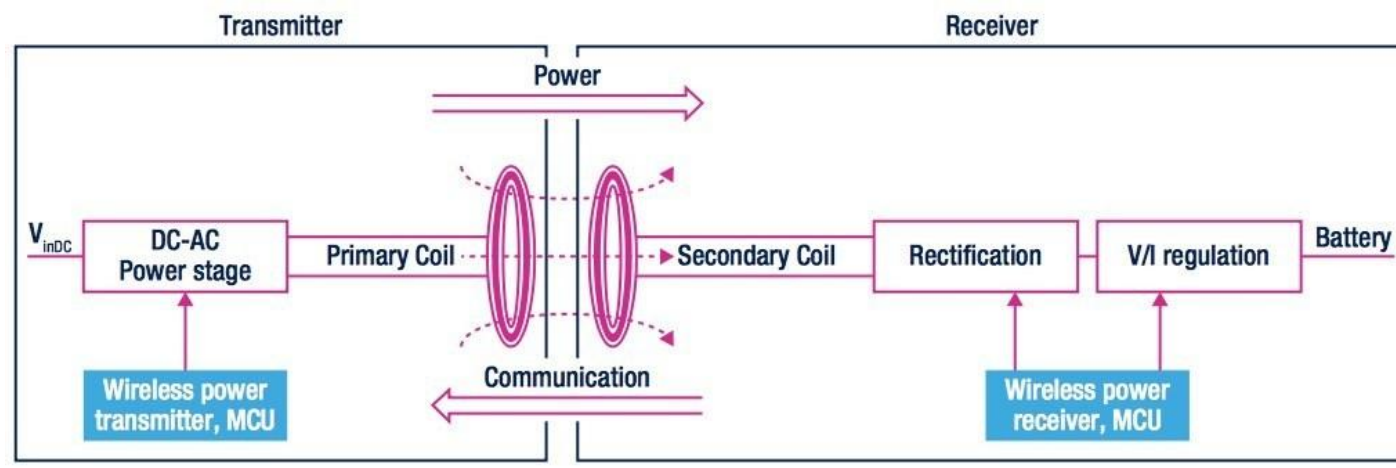 Transmitter
Receiver
Power
V inDC
DC-AC
Power stage
Primary Coil
Secondary Coil
Rectification
V/I regulation
Battery
Communication
Wireless power
transmitter, MCU
Wireless power
receiver, MCU